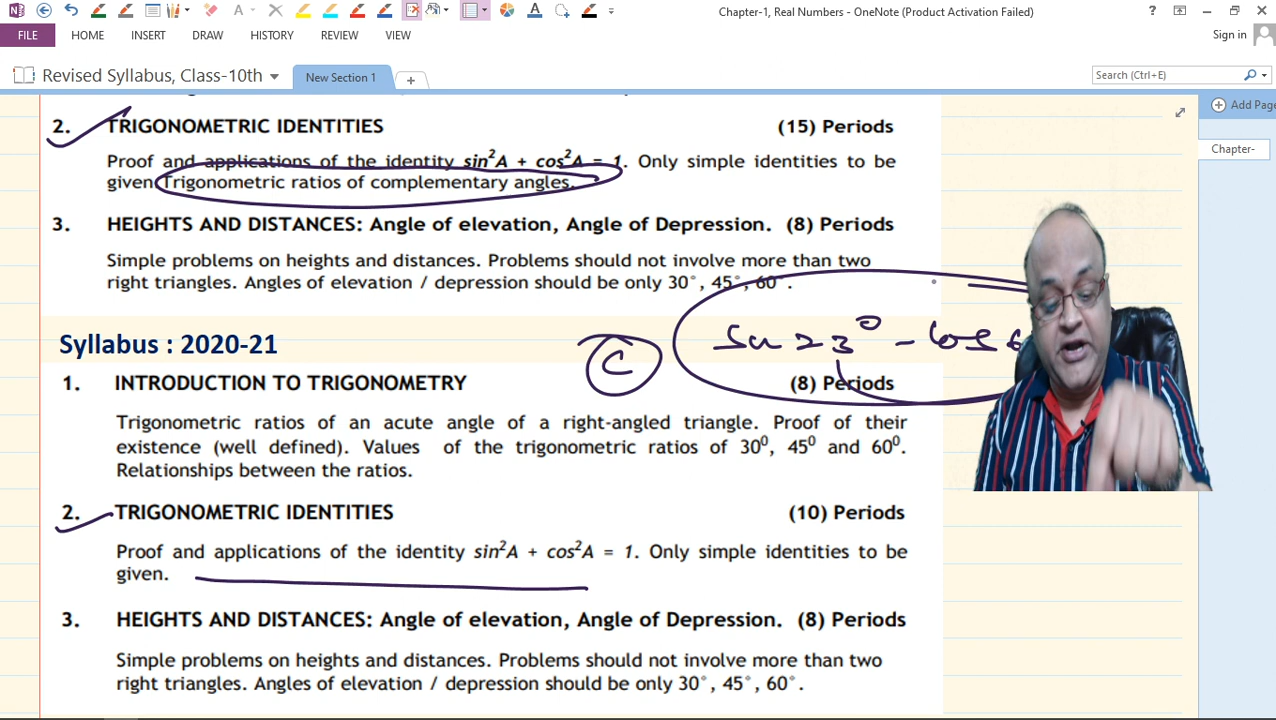 Chapter-1, Real Numbers - OneNote (Product Activation Failed)
FILE HOME INSERT DRAW HISTORY REVIEW VIEW Sign in
Revised Syllabus, Class-10th New Section 1 Search (Ctrl+E)
Add Page
Chapter-
2. TRIGONOMETRIC IDENTITIES (15) Periods
Proof and applications of the identity sin²A + cos²A = 1. Only simple identities to be
given Trigonometric ratios of complementary angles.
3. HEIGHTS AND DISTANCES: Angle of elevation, Angle of Depression. (8) Periods
Simple problems on heights and distances. Problems should not involve more than two
right triangles. Angles of elevation / depression should be only 30°, 45°, 60°.
Syllabus : 2020-21
C sin 23° - cos 6
1. INTRODUCTION TO TRIGONOMETRY (8) Periods
Trigonometric ratios of an acute angle of a right-angled triangle. Proof of their
existence (well defined). Values of the trigonometric ratios of 30⁰, 45⁰ and 60⁰.
Relationships between the ratios.
2. TRIGONOMETRIC IDENTITIES (10) Periods
Proof and applications of the identity sin²A + cos²A = 1. Only simple identities to be
given.
3. HEIGHTS AND DISTANCES: Angle of elevation, Angle of Depression. (8) Periods
Simple problems on heights and distances. Problems should not involve more than two
right triangles. Angles of elevation / depression should be only 30°, 45°, 60°.